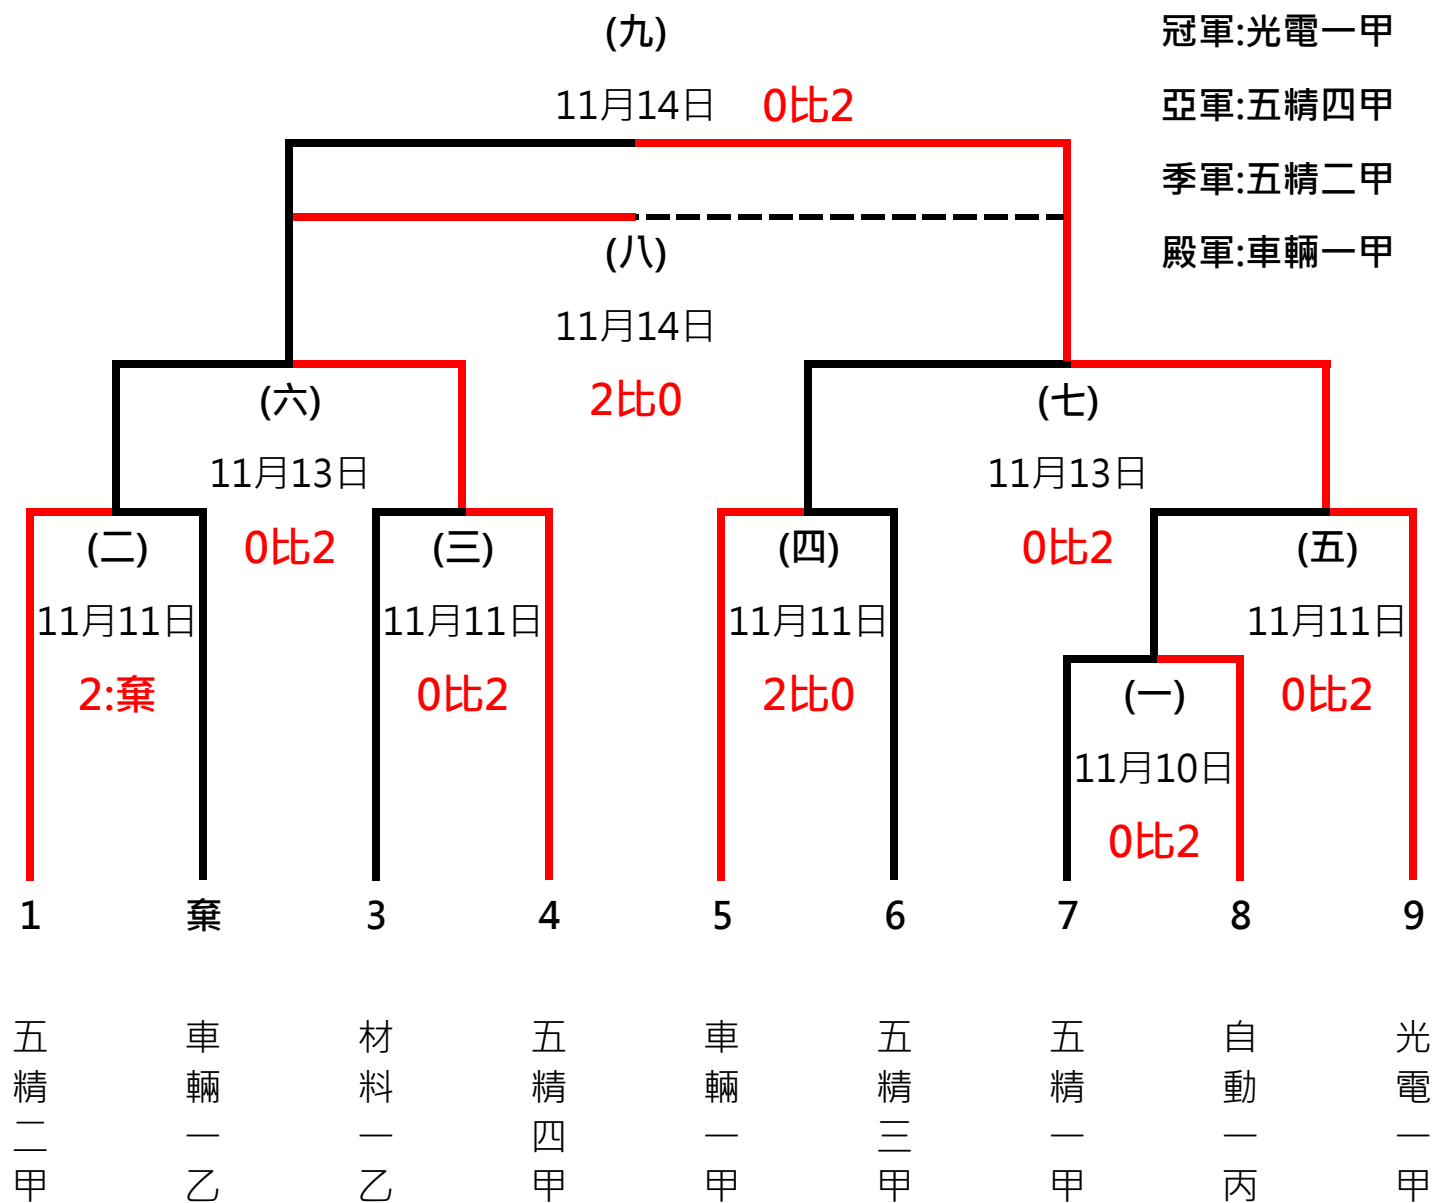 (九)
冠軍:光電一甲
11月14日
0比2
亞軍:五精四甲
季軍:五精二甲
(八)
殿軍:車輛一甲
11月14日
(六)
2比0
(七)
11月13日
11月13日
(二)
0比2
(三)
(四)
0比2
(五)
11月11日
11月11日
11月11日
11月11日
2:棄
0比2
2比0
(一)
0比2
11月10日
0比2
1
棄
3
4
5
6
7
8
9
五精二甲
車輛一乙
材料一乙
五精四甲
車輛一甲
五精三甲
五精一甲
自動一丙
光電一甲